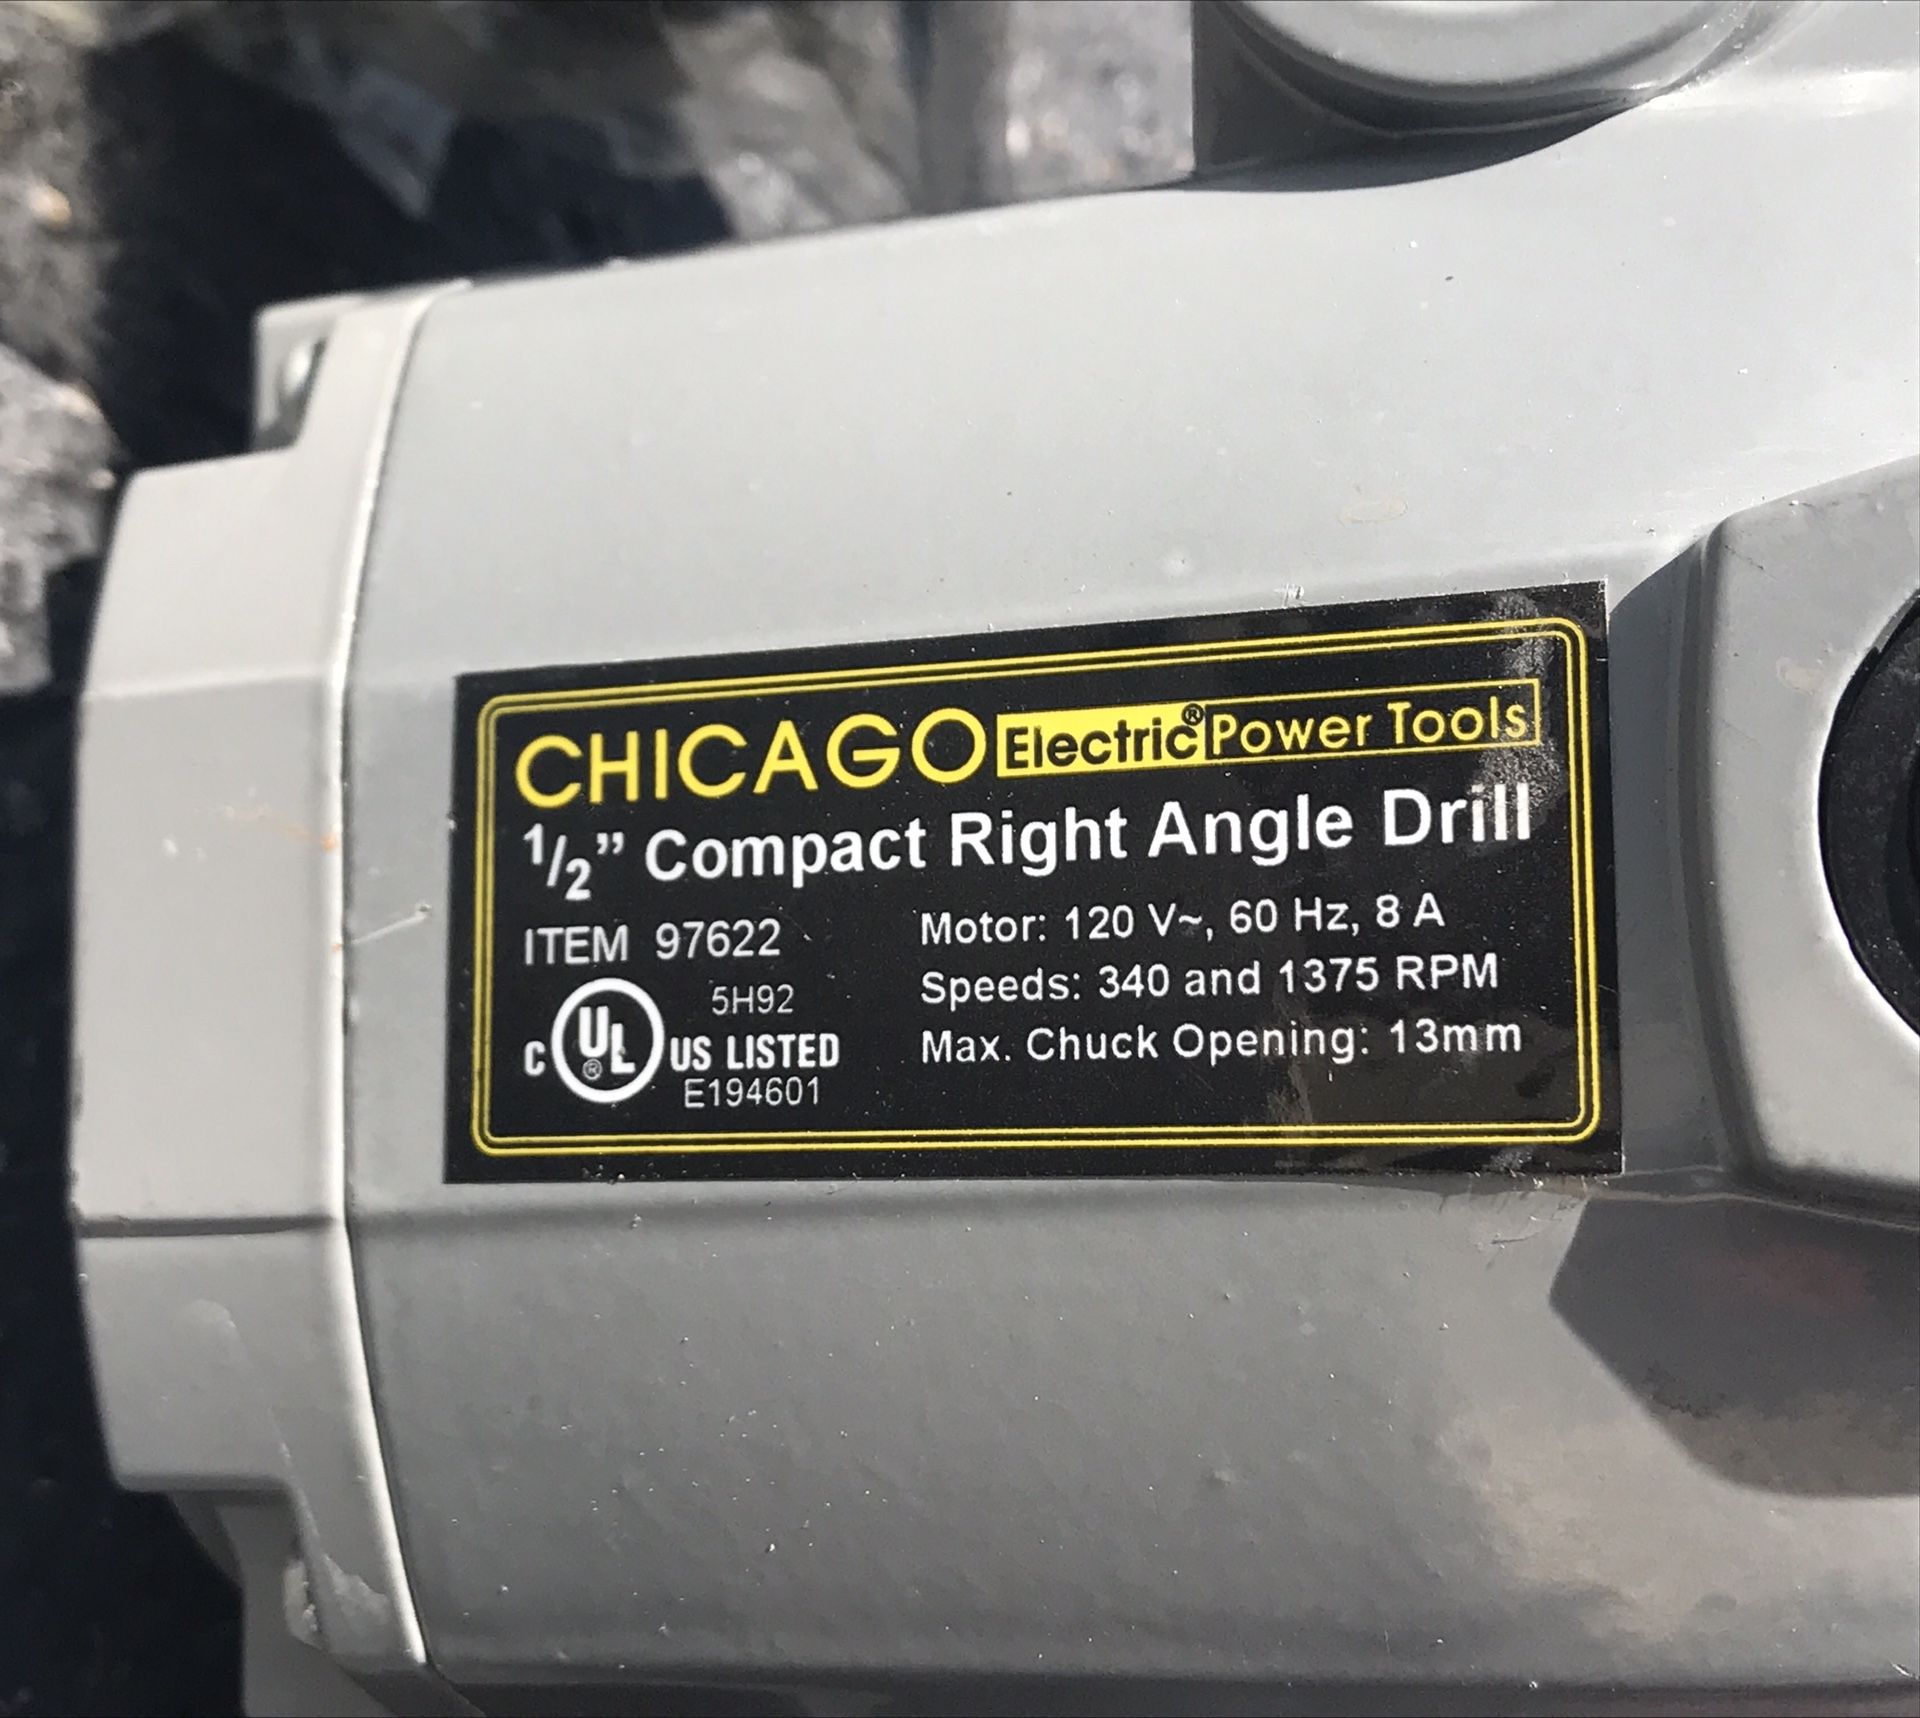 CHICAGO Electric® Power Tools
1/2” Compact Right Angle Drill
ITEM 97622
Motor: 120 V~, 60 Hz, 8 A
5H92
Speeds: 340 and 1375 RPM
C UL® US LISTED
Max. Chuck Opening: 13mm
E194601